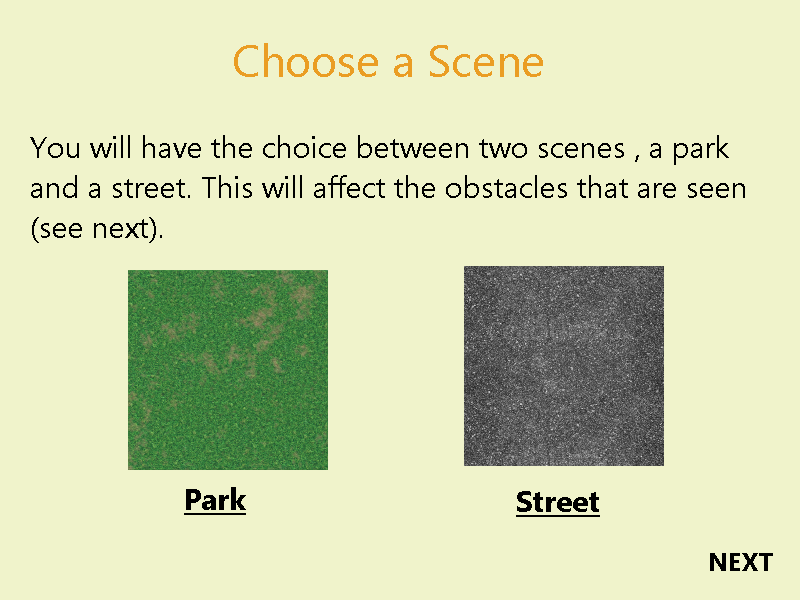 Choose a Scene
You will have the choice between two scenes , a park
and a street. This will affect the obstacles that are seen
(see next).
Park
Street
NEXT